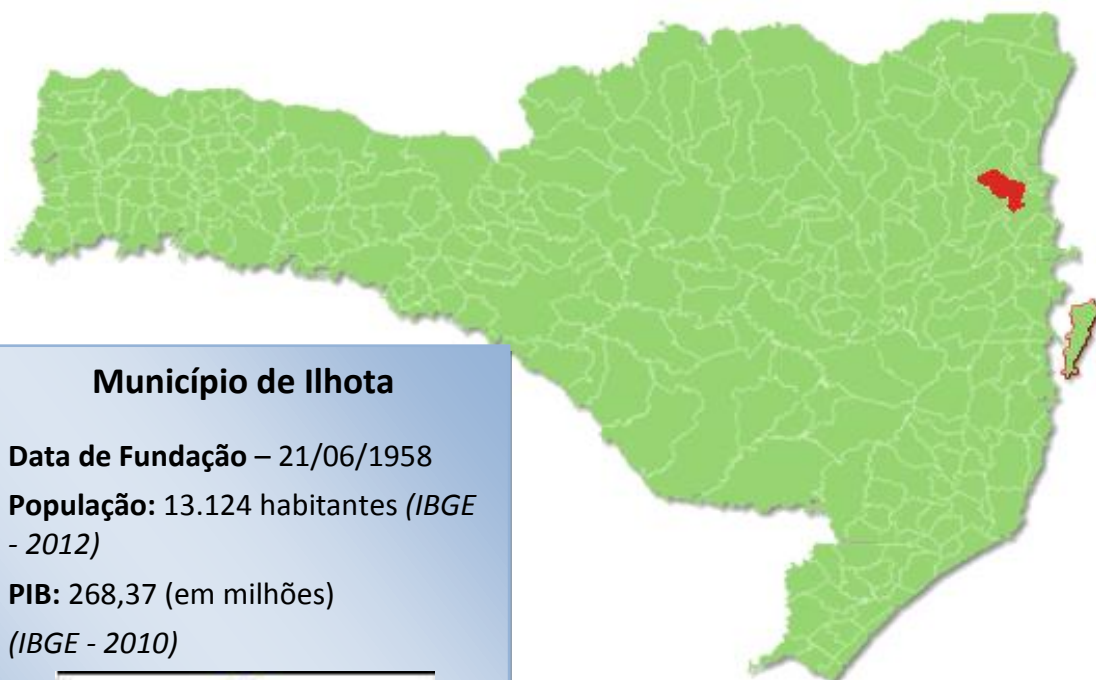 Município de Ilhota
Data de Fundação – 21/06/1958
População: 13.124 habitantes (IBGE
- 2012)
PIB: 268,37 (em milhões)
(IBGE - 2010)